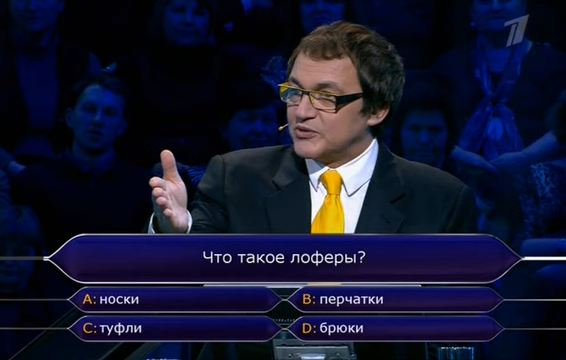 Что такое лоферы?
A: носки
B: перчатки
C: туфли
D: брюки